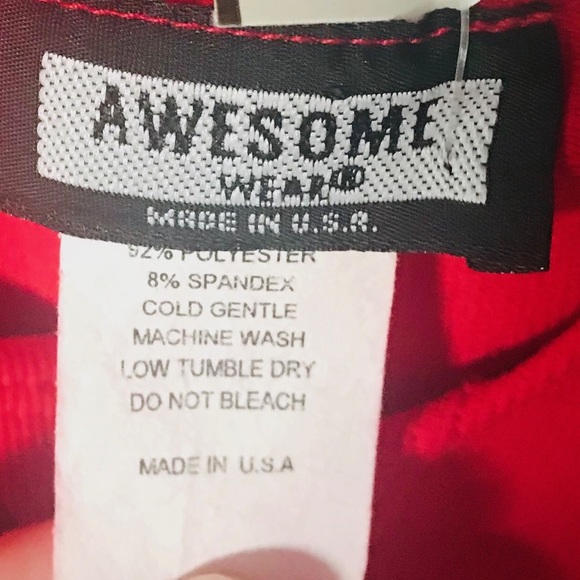 AWESOME
WEAR®
MADE IN U.S.A.
92% POLYESTER
8% SPANDEX
COLD GENTLE
MACHINE WASH
LOW TUMBLE DRY
DO NOT BLEACH
MADE IN U.S.A